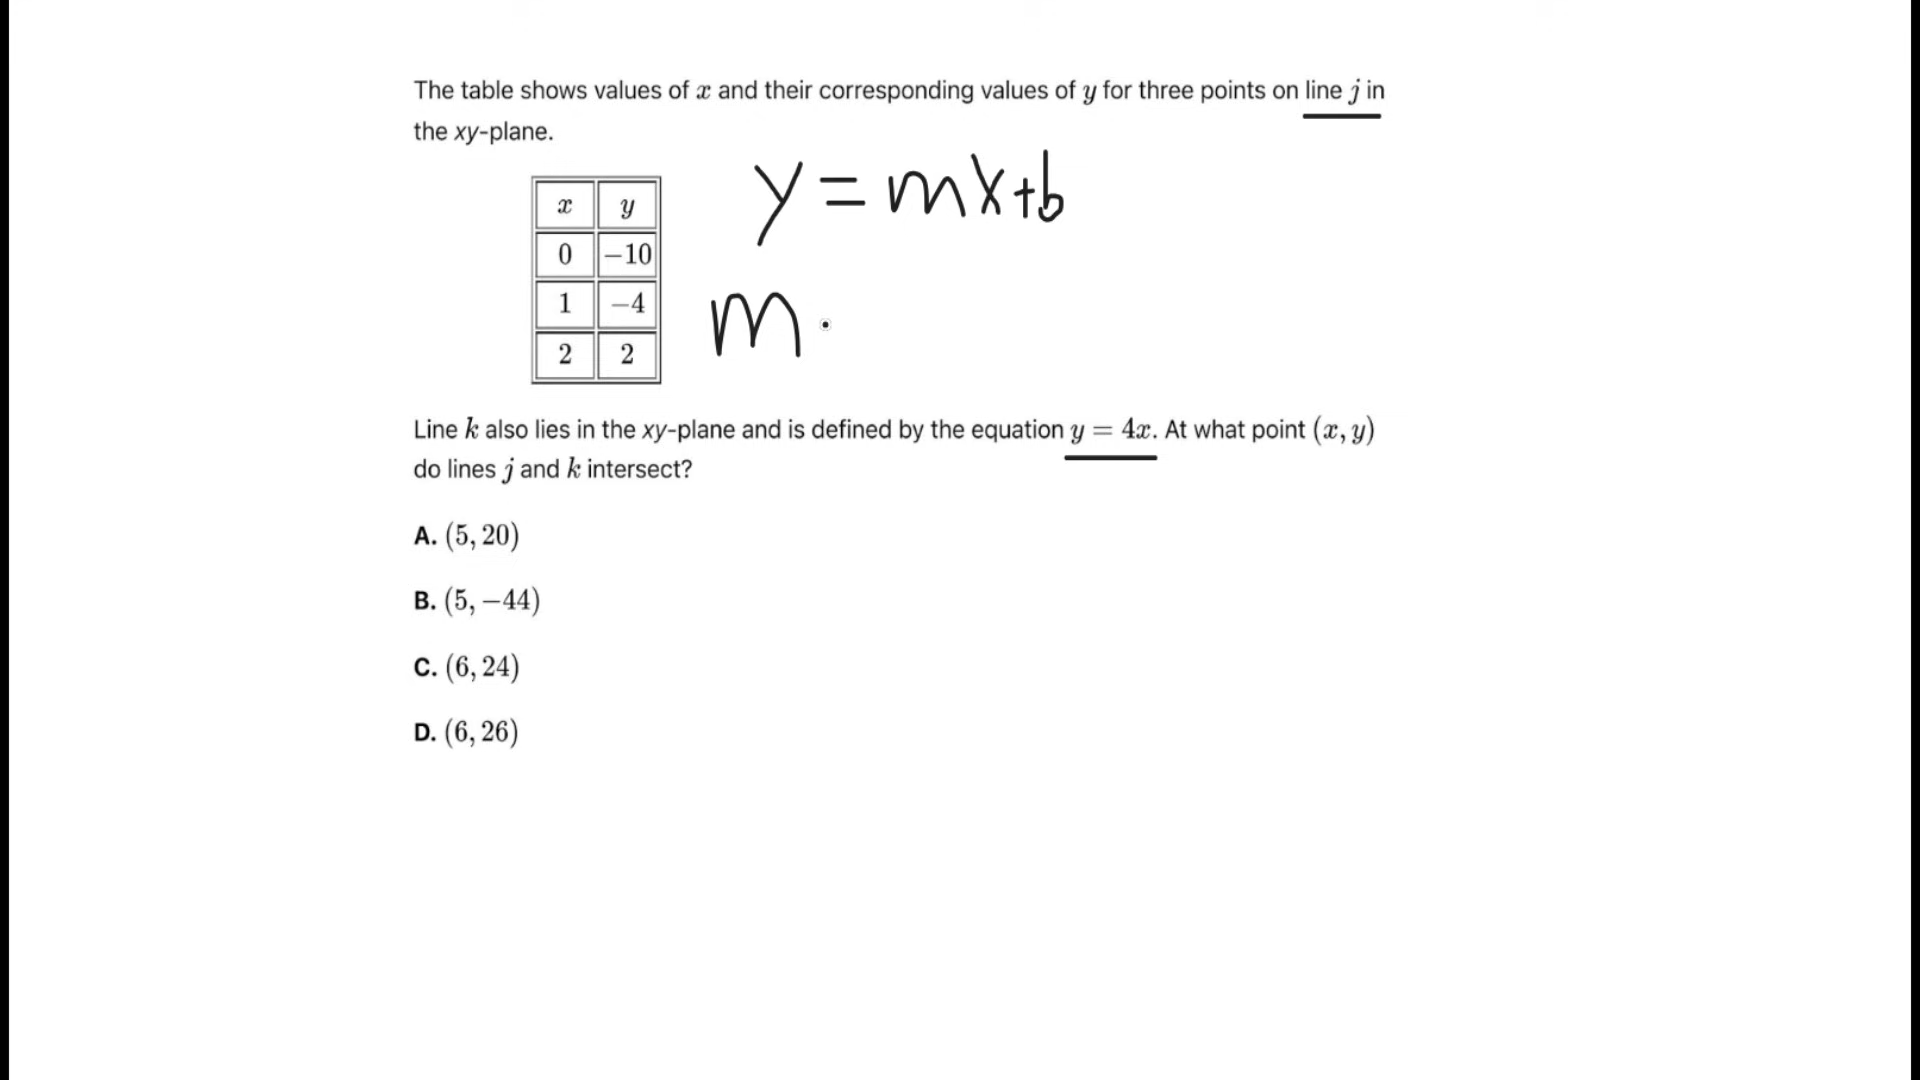 The table shows values of x and their corresponding values of y for three points on line j in
the xy-plane.
x y
0 −10
1 −4
2 2
y = mx+b
m
Line k also lies in the xy-plane and is defined by the equation y = 4x. At what point (x, y)
do lines j and k intersect?
A. (5, 20)
B. (5, −44)
C. (6, 24)
D. (6, 26)